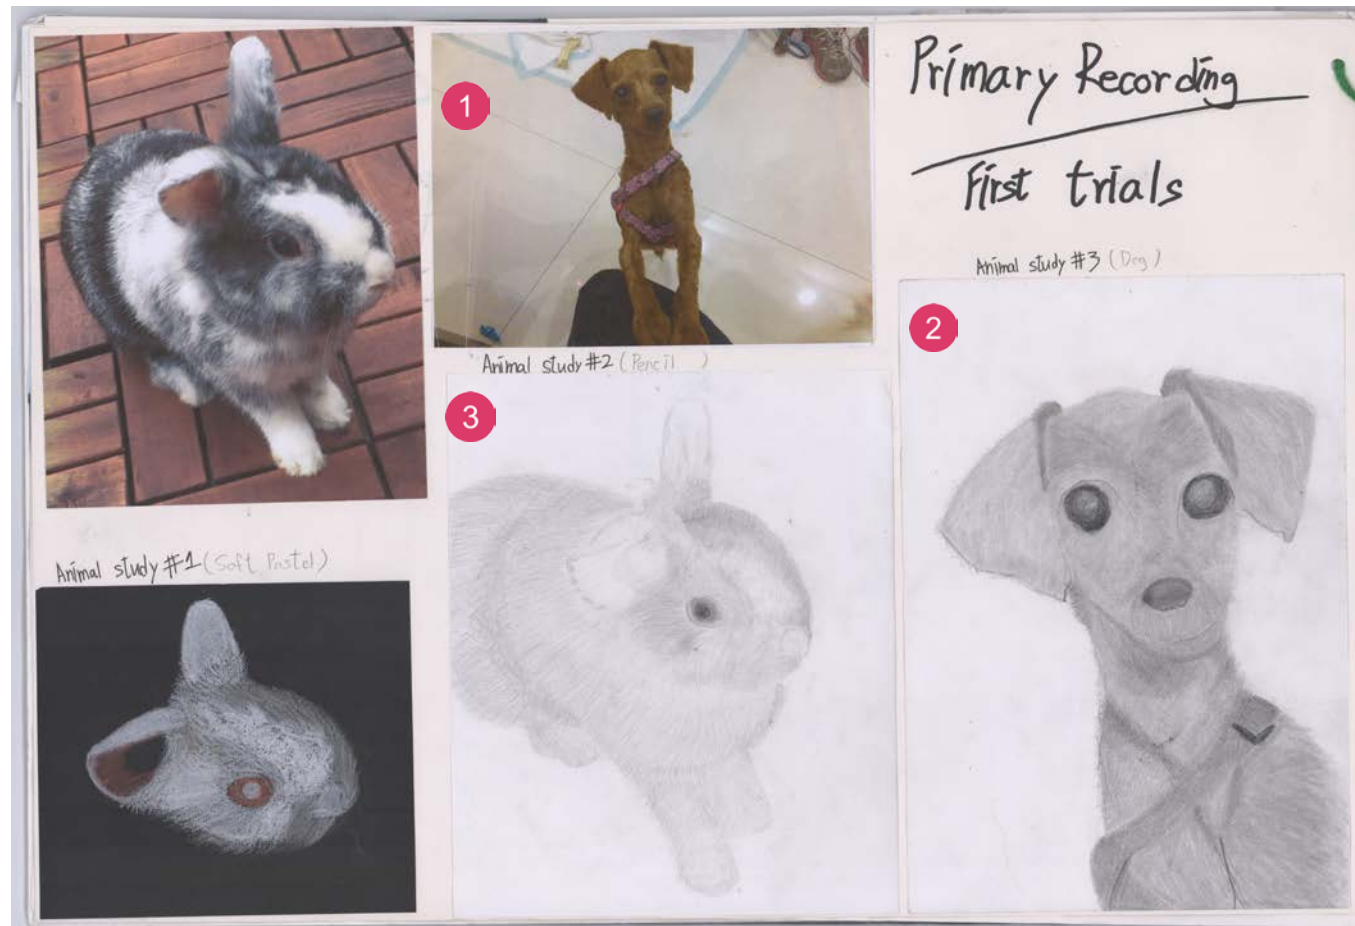 Primary Recording
First trials
1
Animal study #2 (Pencil )
Animal study #3 (Dog)
2
3
Animal study #1 (Soft Pastel)